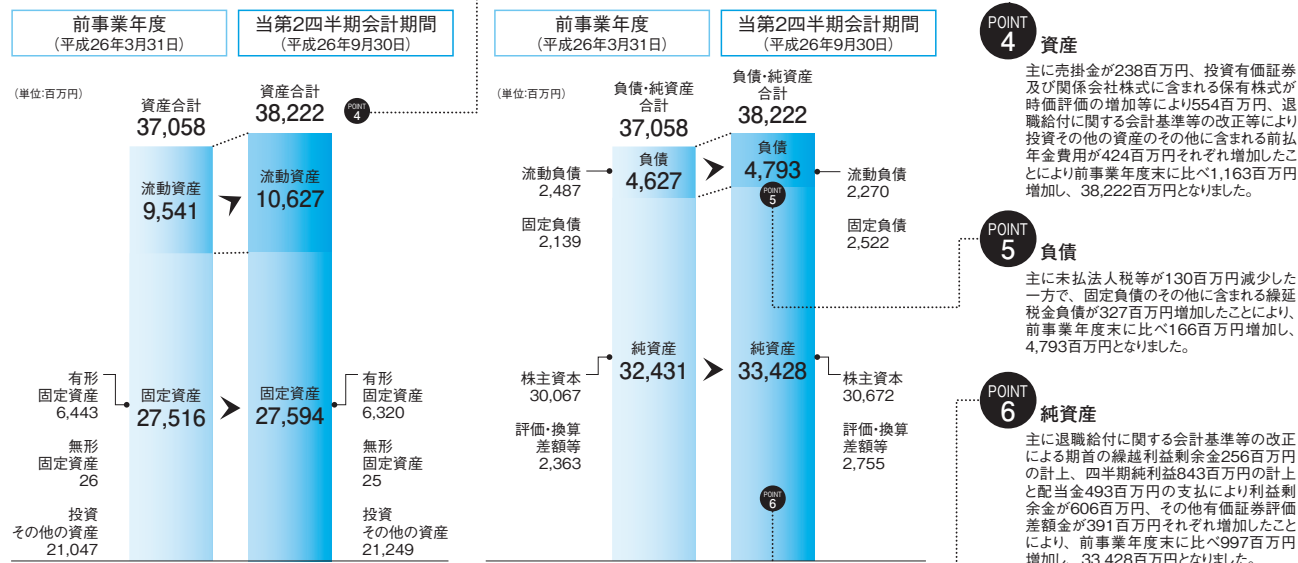 前事業年度
（平成26年3月31日）
当第2四半期会計期間
（平成26年9月30日）
（単位:百万円）
資産合計
37,058
資産合計
38,222
POINT
4
流動資産
9,541
流動資産
10,627
有形
固定資産
6,443
無形
固定資産
26
投資
その他の資産
21,047
固定資産
27,516
固定資産
27,594
有形
固定資産
6,320
無形
固定資産
25
投資
その他の資産
21,249
前事業年度
（平成26年3月31日）
当第2四半期会計期間
（平成26年9月30日）
（単位:百万円）
負債・純資産
合計
37,058
負債・純資産
合計
38,222
流動負債
2,487
固定負債
2,139
負債
4,627
負債
4,793
POINT
5
流動負債
2,270
固定負債
2,522
株主資本
30,067
評価・換算
差額等
2,363
純資産
32,431
純資産
33,428
株主資本
30,672
評価・換算
差額等
2,755
POINT
6
POINT
4
資産
主に売掛金が238百万円、投資有価証券
及び関係会社株式に含まれる保有株式が
時価評価の増加等により554百万円、退
職給付に関する会計基準等の改正等により
投資その他の資産のその他に含まれる前払
年金費用が424百万円それぞれ増加したこ
とにより前事業年度末に比べ1,163百万円
増加し、38,222百万円となりました。
POINT
5
負債
主に未払法人税等が130百万円減少した
一方で、固定負債のその他に含まれる繰延
税金負債が327百万円増加したことにより、
前事業年度末に比べ166百万円増加し、
4,793百万円となりました。
POINT
6
純資産
主に退職給付に関する会計基準等の改正
による期首の繰越利益剰余金256百万円
の計上、四半期純利益843百万円の計上
と配当金493百万円の支払により利益剰
余金が606百万円、その他有価証券評価
差額金が391百万円それぞれ増加したこと
により、前事業年度末に比べ997百万円
増加し、33,428百万円となりました。